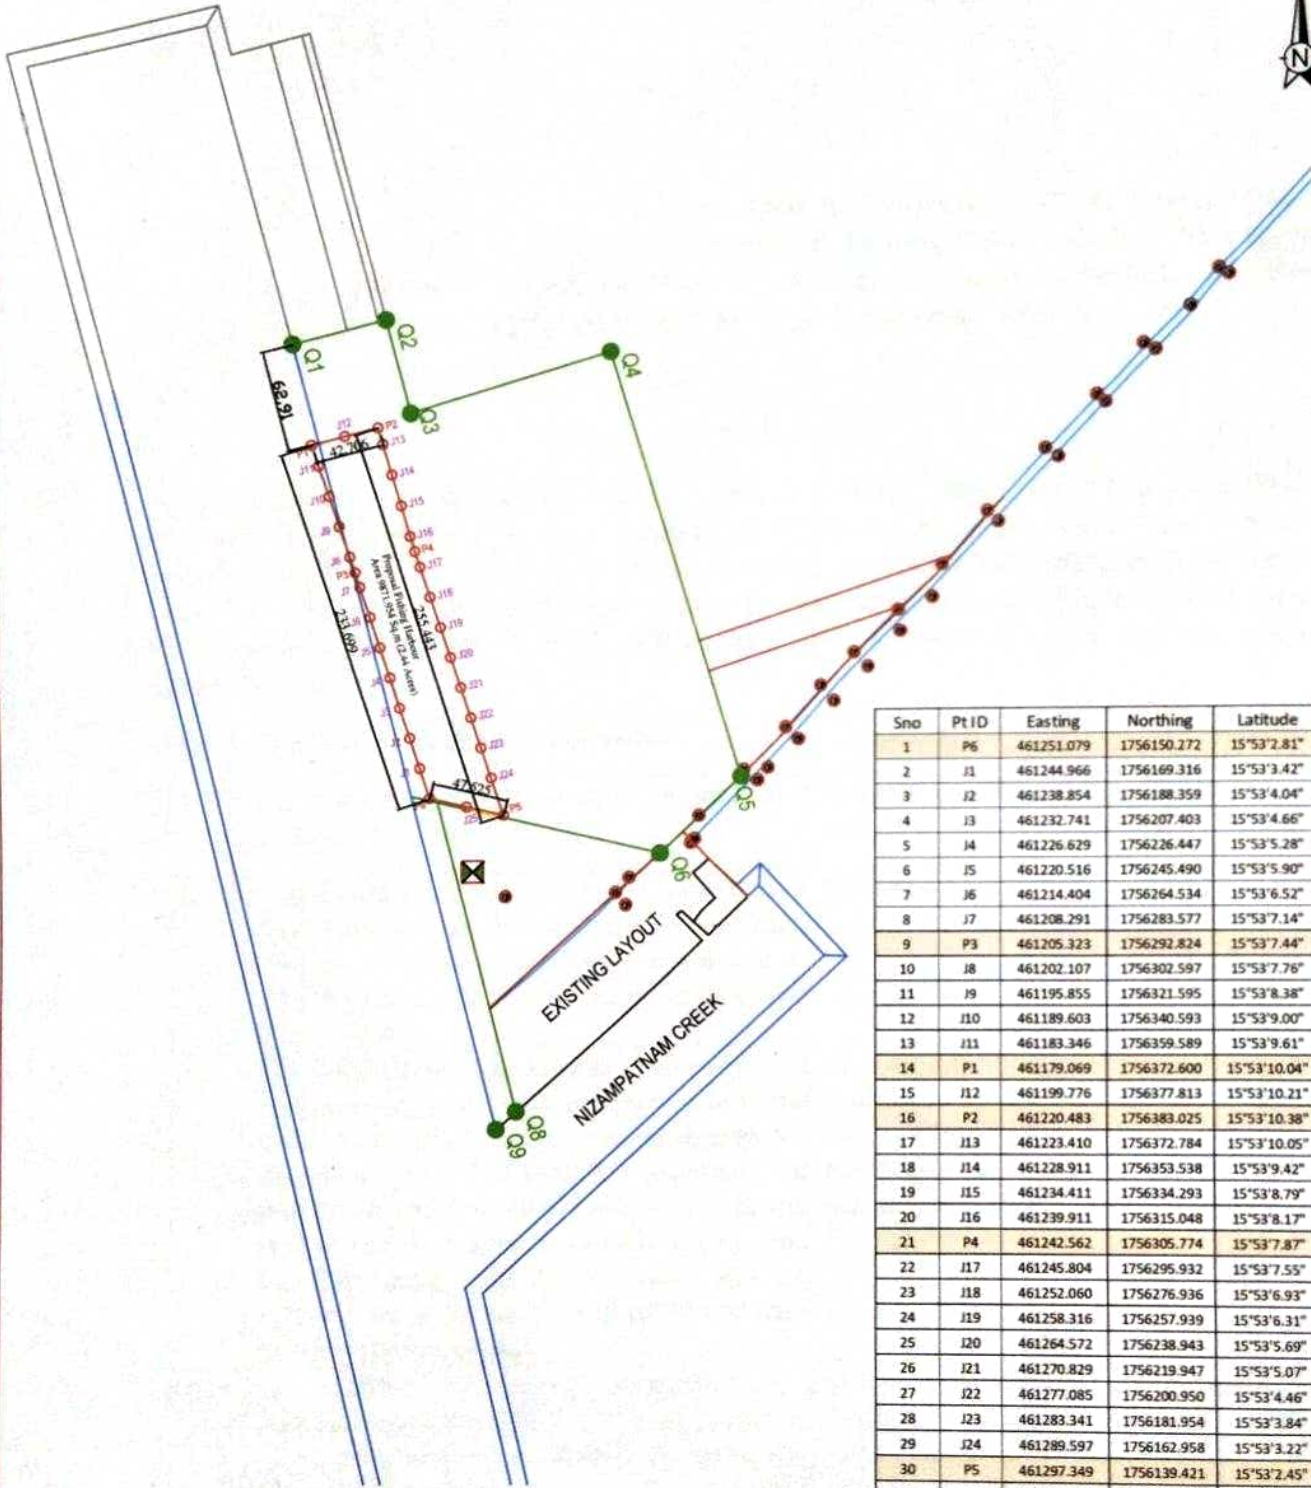 N
Q1
Q2
Q3
Q4
62.91
J12
P2
P1
42.706
J13
J11
J14
J10
J15
J9
J16
P4
J8
P3
J17
J7
Proposal Fishing Harbour
Area 9871.954 Sq.m (2.44 Acres)
J18
J6
233.699
255.443
J19
J5
J20
J4
J21
J3
J22
J2
J23
J1
J24
47.525
J25
P5
Q5
Q6
EXISTING LAYOUT
NIZAMPATNAM CREEK
Q8
Q9
Sno Pt ID Easting Northing Latitude
1 P6 461251.079 1756150.272 15°53'2.81"
2 J1 461244.966 1756169.316 15°53'3.42"
3 J2 461238.854 1756188.359 15°53'4.04"
4 J3 461232.741 1756207.403 15°53'4.66"
5 J4 461226.629 1756226.447 15°53'5.28"
6 J5 461220.516 1756245.490 15°53'5.90"
7 J6 461214.404 1756264.534 15°53'6.52"
8 J7 461208.291 1756283.577 15°53'7.14"
9 P3 461205.323 1756292.824 15°53'7.44"
10 J8 461202.107 1756302.597 15°53'7.76"
11 J9 461195.855 1756321.595 15°53'8.38"
12 J10 461189.603 1756340.593 15°53'9.00"
13 J11 461183.346 1756359.589 15°53'9.61"
14 P1 461179.069 1756372.600 15°53'10.04"
15 J12 461199.776 1756377.813 15°53'10.21"
16 P2 461220.483 1756383.025 15°53'10.38"
17 J13 461223.410 1756372.784 15°53'10.05"
18 J14 461228.911 1756353.538 15°53'9.42"
19 J15 461234.411 1756334.293 15°53'8.79"
20 J16 461239.911 1756315.048 15°53'8.17"
21 P4 461242.562 1756305.774 15°53'7.87"
22 J17 461245.804 1756295.932 15°53'7.55"
23 J18 461252.060 1756276.936 15°53'6.93"
24 J19 461258.316 1756257.939 15°53'6.31"
25 J20 461264.572 1756238.943 15°53'5.69"
26 J21 461270.829 1756219.947 15°53'5.07"
27 J22 461277.085 1756200.950 15°53'4.46"
28 J23 461283.341 1756181.954 15°53'3.84"
29 J24 461289.597 1756162.958 15°53'3.22"
30 P5 461297.349 1756139.421 15°53'2.45"